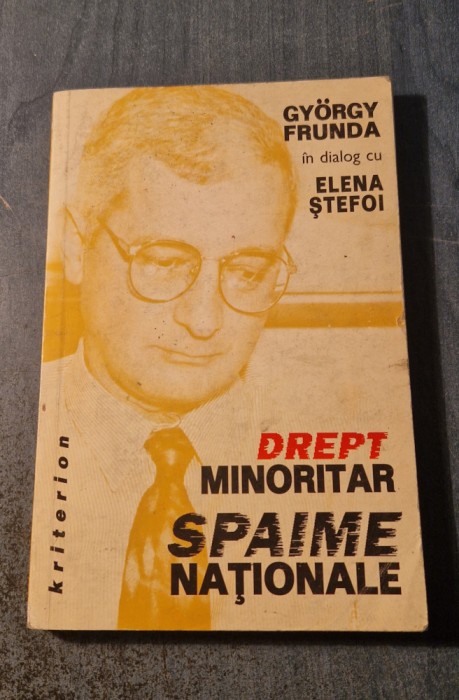 GYÖRGY
FRUNDA
în dialog cu
ELENA
ŞTEFOI
DREPT
MINORITAR
SPAIME
NAŢIONALE
kriterion